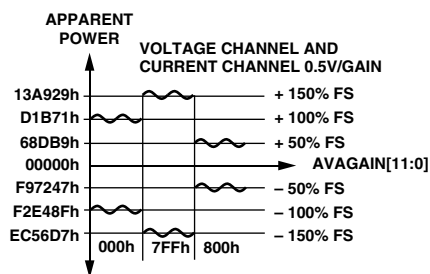 APPARENT
POWER
VOLTAGE CHANNEL AND
CURRENT CHANNEL 0.5V/GAIN
13A929h + 150% FS
D1B71h + 100% FS
68DB9h + 50% FS
00000h AVAGAIN[11:0]
F97247h – 50% FS
F2E48Fh – 100% FS
EC56D7h – 150% FS
000h 7FFh 800h